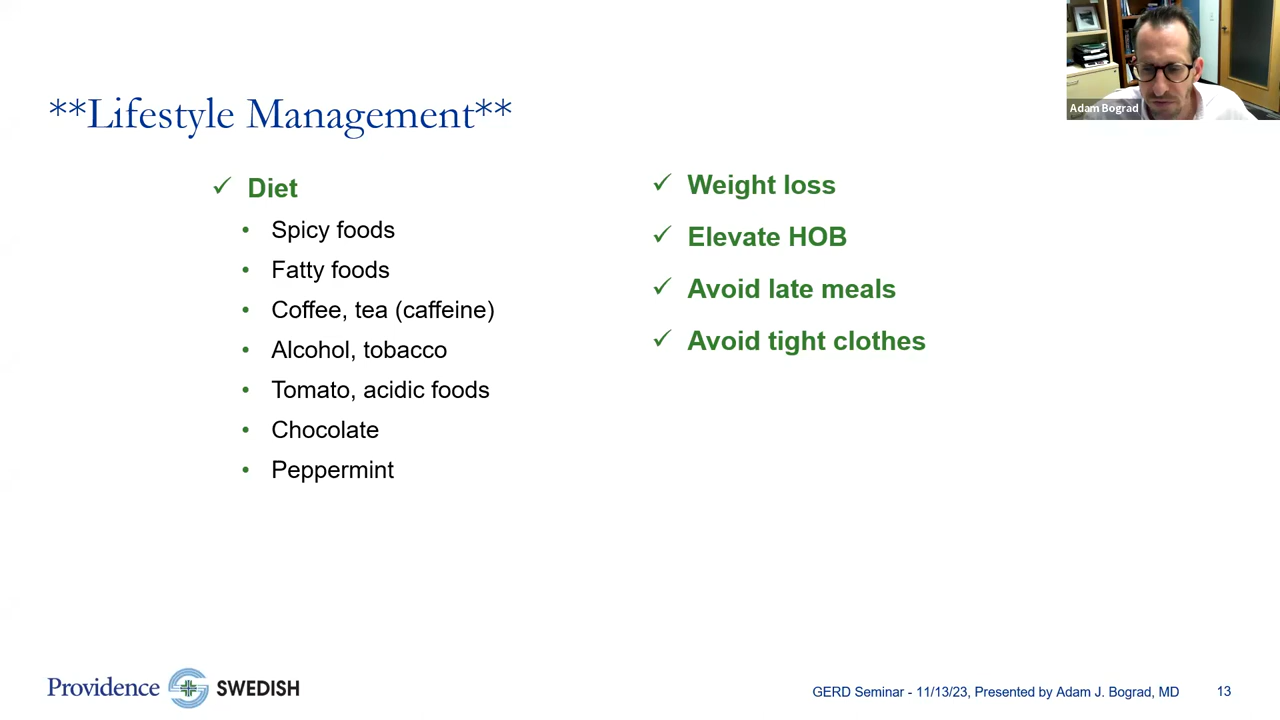 **Lifestyle Management**
Diet
Spicy foods
Fatty foods
Coffee, tea (caffeine)
Alcohol, tobacco
Tomato, acidic foods
Chocolate
Peppermint
Weight loss
Elevate HOB
Avoid late meals
Avoid tight clothes
Adam Bograd
Providence SWEDISH
GERD Seminar - 11/13/23, Presented by Adam J. Bograd, MD 13